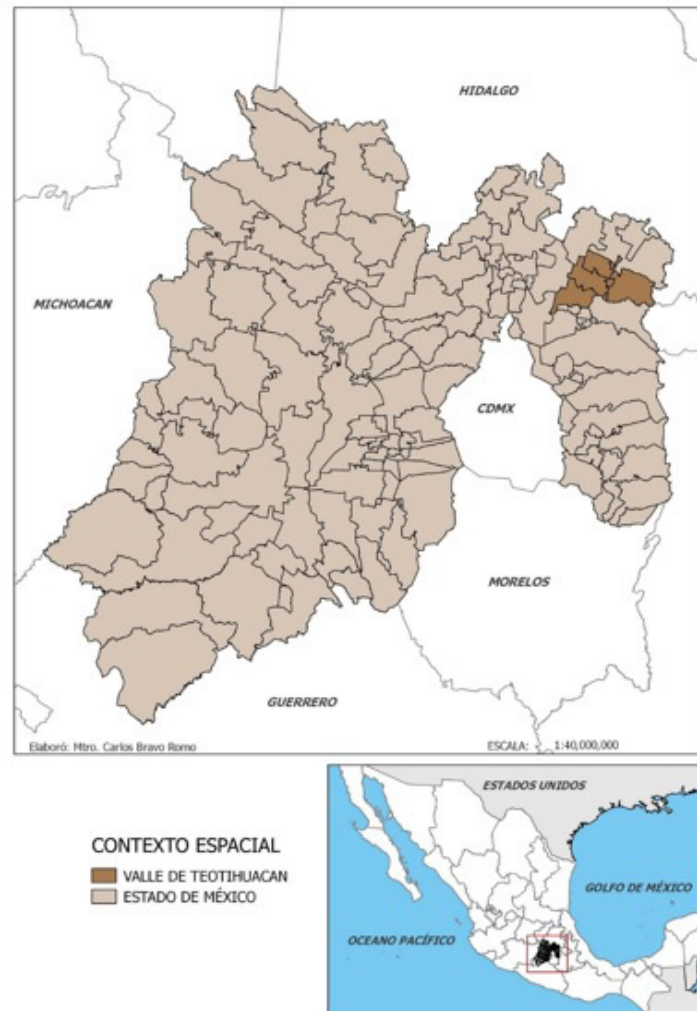 HIDALGO
MICHOACAN
CDMX
MORELOS
GUERRERO
Elaboró: Mtro. Carlos Bravo Romo
ESCALA: 1:40,000,000
CONTEXTO ESPACIAL
VALLE DE TEOTIHUACAN
ESTADO DE MÉXICO
ESTADOS UNIDOS
GOLFO DE MÉXICO
OCEANO PACÍFICO